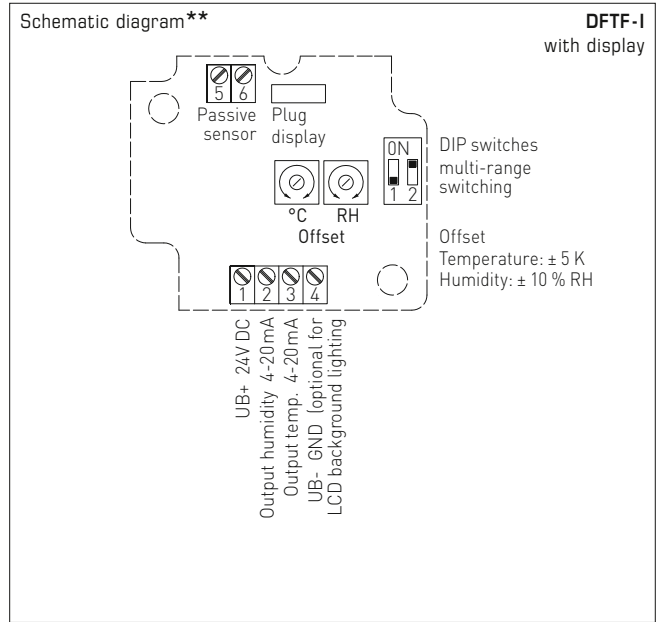 Schematic diagram**
DFTF-I
with display
5 6
Passive
sensor
Plug
display
ON
1 2
DIP switches
multi-range
switching
°C RH
Offset
Offset
Temperature: ± 5 K
Humidity: ± 10 % RH
1 2 3 4
UB+ 24V DC
Output humidity 4-20mA
Output temp. 4-20mA
UB- GND (optional for
LCD background lighting